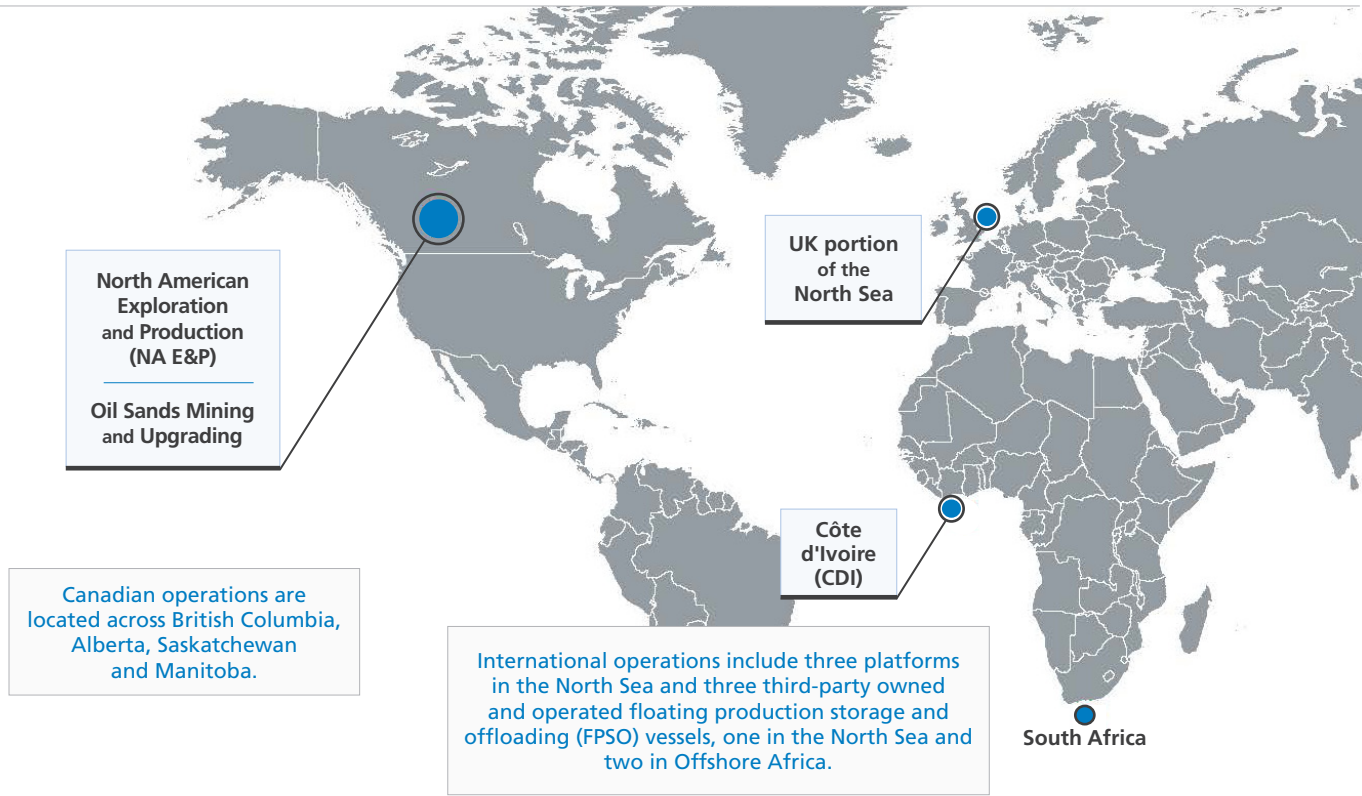 North American
Exploration
and Production
(NA E&P)
Oil Sands Mining
and Upgrading
UK portion
of the
North Sea
Côte
d'Ivoire
(CDI)
South Africa
Canadian operations are
located across British Columbia,
Alberta, Saskatchewan
and Manitoba.
International operations include three platforms
in the North Sea and three third-party owned
and operated floating production storage and
offloading (FPSO) vessels, one in the North Sea and
two in Offshore Africa.